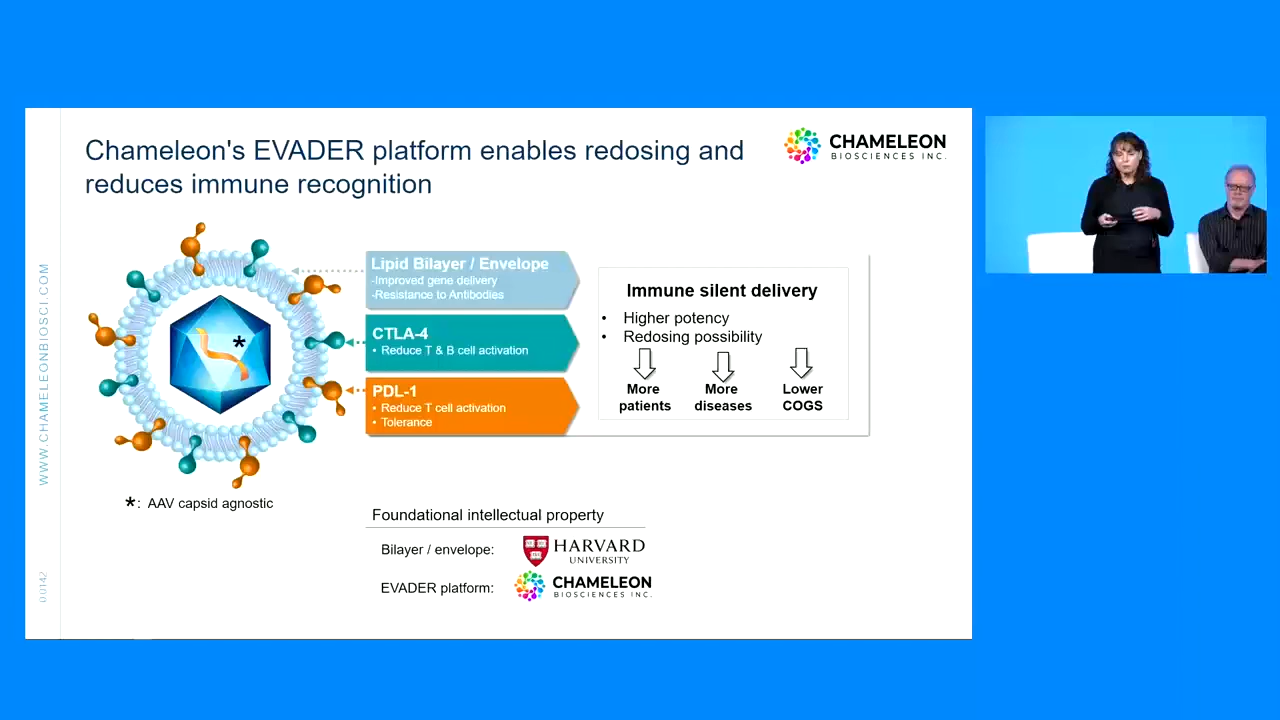 Chameleon's EVADER platform enables redosing and
reduces immune recognition
CHAMELEON
BIOSCIENCES INC.
WWW.CHAMELEONBIOSCI.COM
Lipid Bilayer / Envelope
-Improved gene delivery
-Resistance to Antibodies
CTLA-4
• Reduce T & B cell activation
PDL-1
• Reduce T cell activation
• Tolerance
Immune silent delivery
• Higher potency
• Redosing possibility
More
patients
More
diseases
Lower
COGS
*
*: AAV capsid agnostic
Foundational intellectual property
Bilayer / envelope:
HARVARD
UNIVERSITY
EVADER platform:
CHAMELEON
BIOSCIENCES INC.